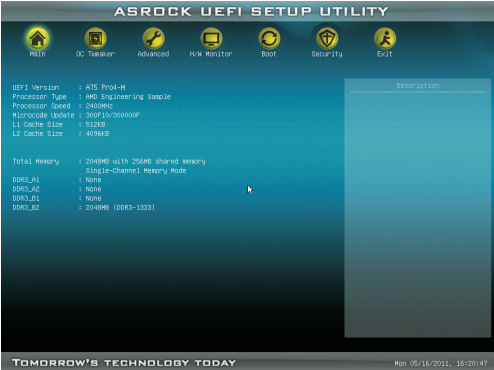 ASROCK UEFI SETUP UTILITY
Main OC Tweaker Advanced H/W Monitor Boot Security Exit
Description
UEFI Version : A75 Pro4-M
Processor Type : AMD Engineering Sample
Processor Speed : 2400MHz
Microcode Update : 300F10/300000F
L1 Cache Size : 512KB
L2 Cache Size : 4096KB
Total Memory : 2048MB with 256MB shared memory
Single-Channel Memory Mode
DDR3_A1 : None
DDR3_A2 : None
DDR3_B1 : None
DDR3_B2 : 2048MB (DDR3-1333)
TOMORROW'S TECHNOLOGY TODAY
Mon 05/16/2011, 16:20:47